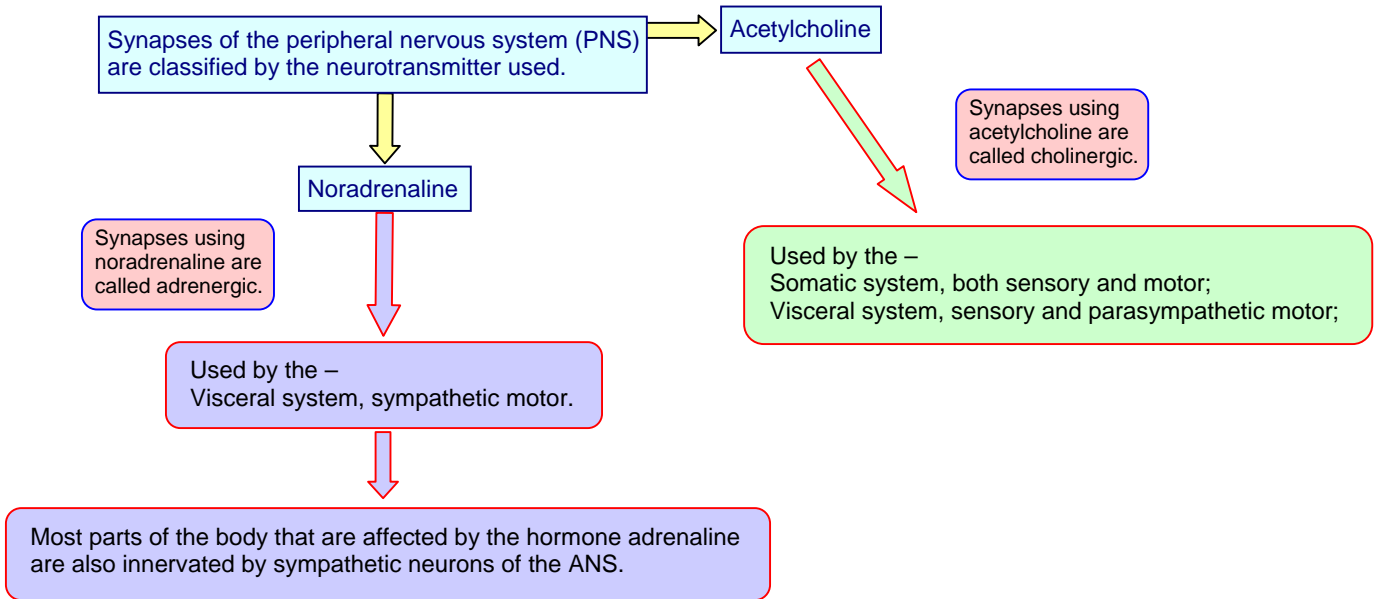 Synapses of the peripheral nervous system (PNS)
are classified by the neurotransmitter used.
Acetylcholine
Synapses using
acetylcholine are
called cholinergic.
Noradrenaline
Synapses using
noradrenaline are
called adrenergic.
Used by the –
Somatic system, both sensory and motor;
Visceral system, sensory and parasympathetic motor;
Used by the –
Visceral system, sympathetic motor.
Most parts of the body that are affected by the hormone adrenaline
are also innervated by sympathetic neurons of the ANS.